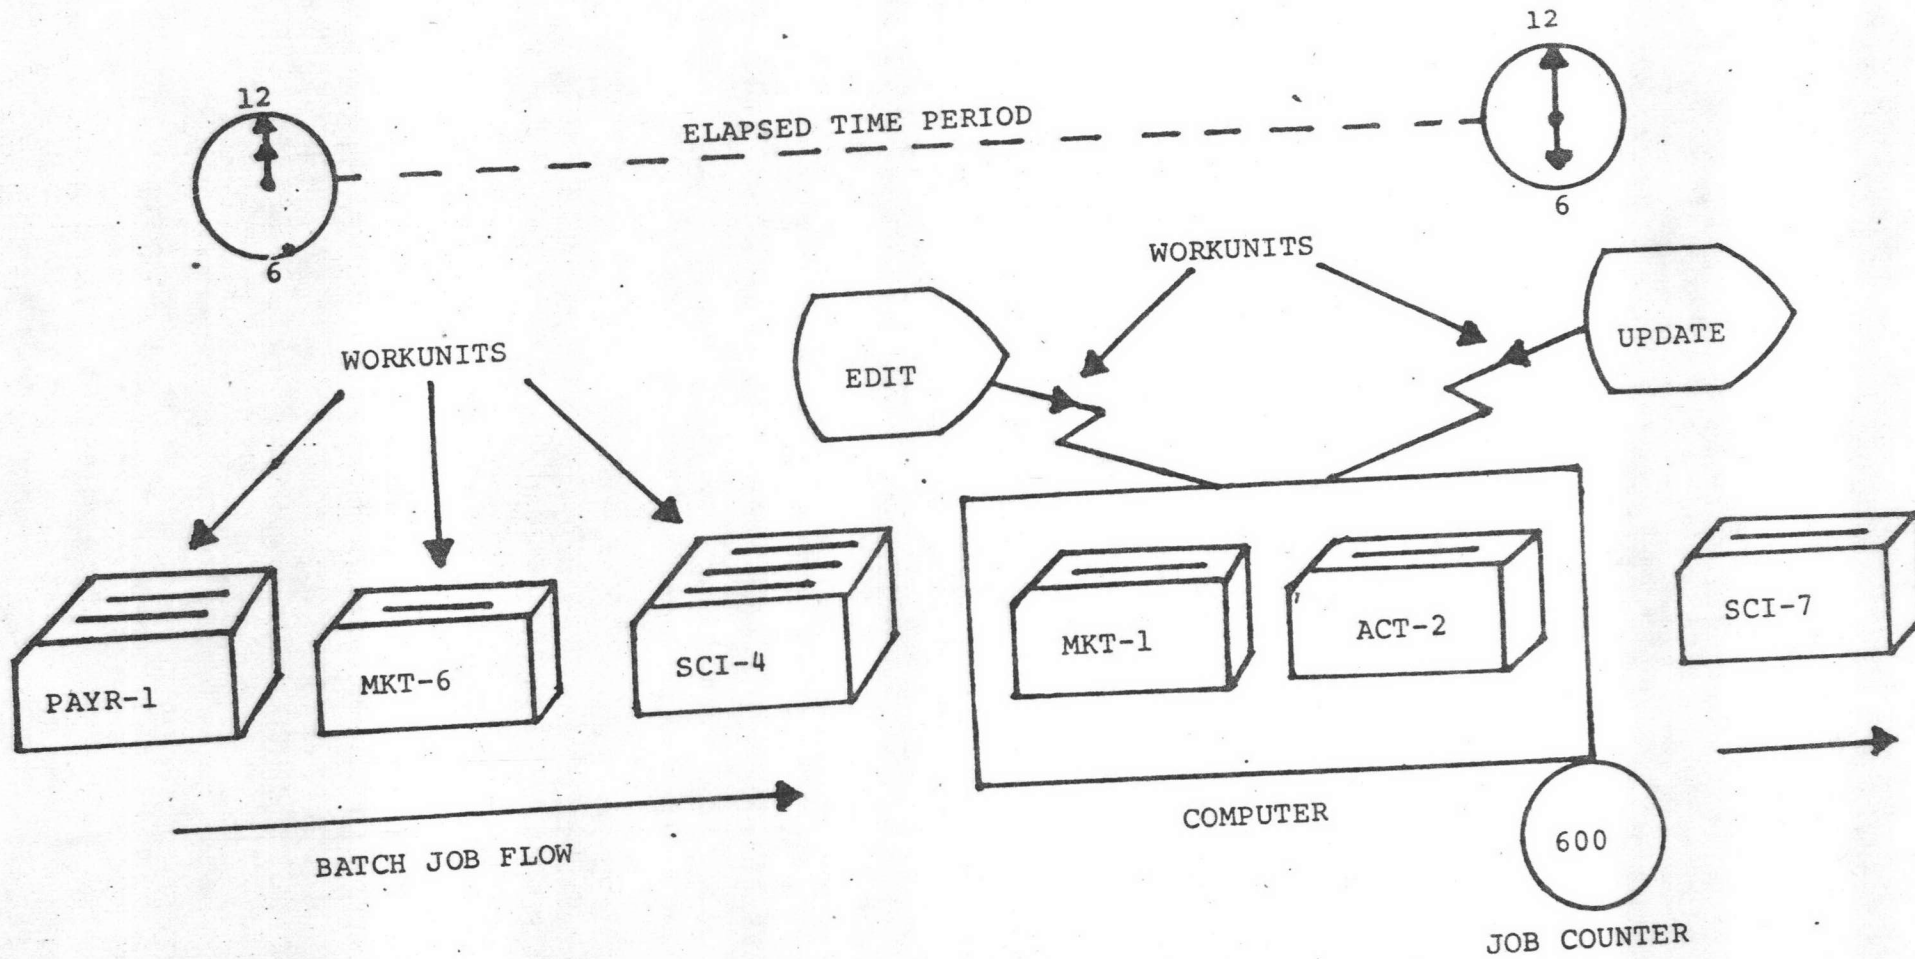 12
12
ELAPSED TIME PERIOD
6
6
WORKUNITS
WORKUNITS
EDIT
UPDATE
PAYR-1
MKT-6
SCI-4
MKT-1
ACT-2
SCI-7
BATCH JOB FLOW
COMPUTER
600
JOB COUNTER